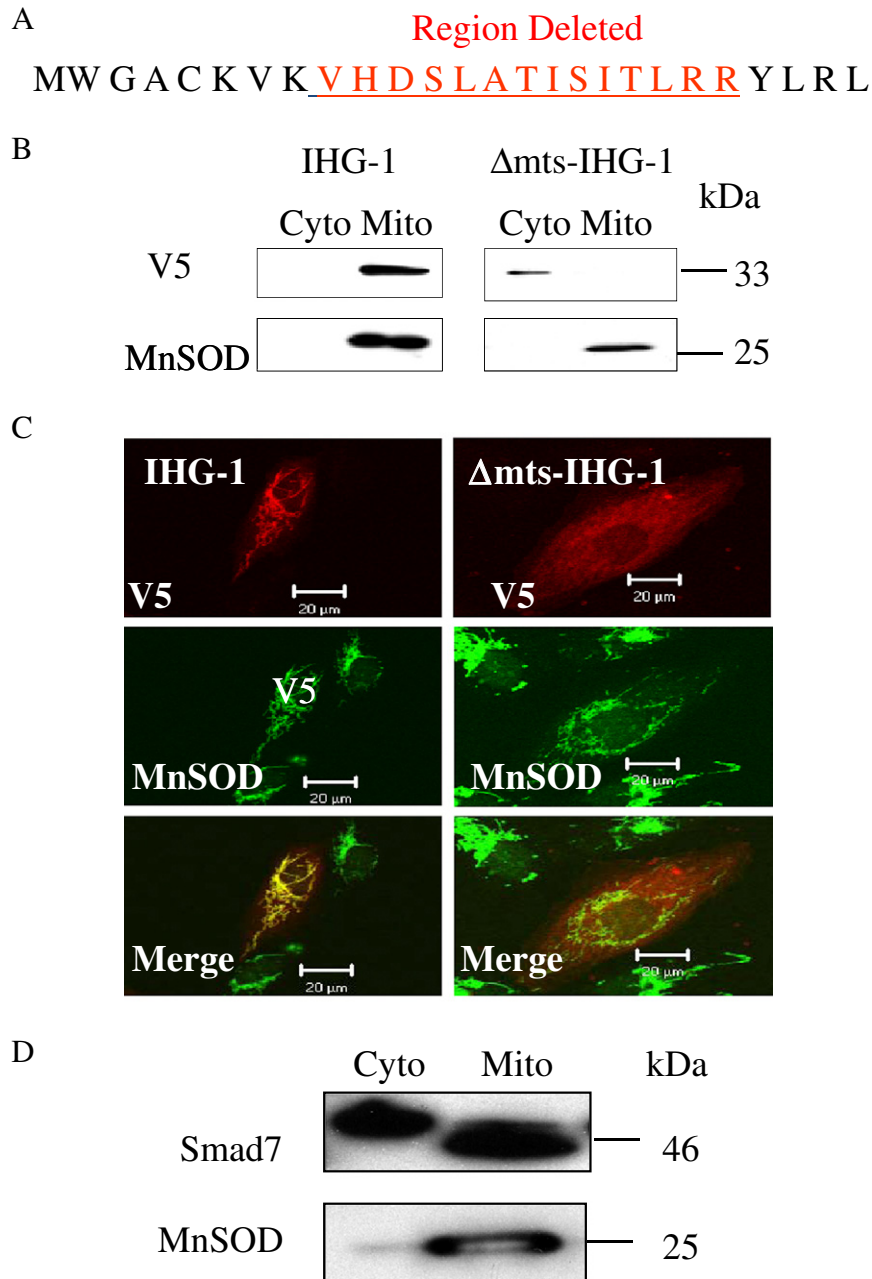 A
Region Deleted
MW G A C K V K V H D S L A T I S I T L R R Y L R L
B
IHG-1 Δmts-IHG-1
kDa
Cyto Mito Cyto Mito
V5 33
MnSOD 25
C
IHG-1 Δmts-IHG-1
V5 20 μm V5 20 μm
V5
MnSOD 20 μm MnSOD 20 μm
Merge 20 μm Merge 20 μm
D
Cyto Mito kDa
Smad7 46
MnSOD 25